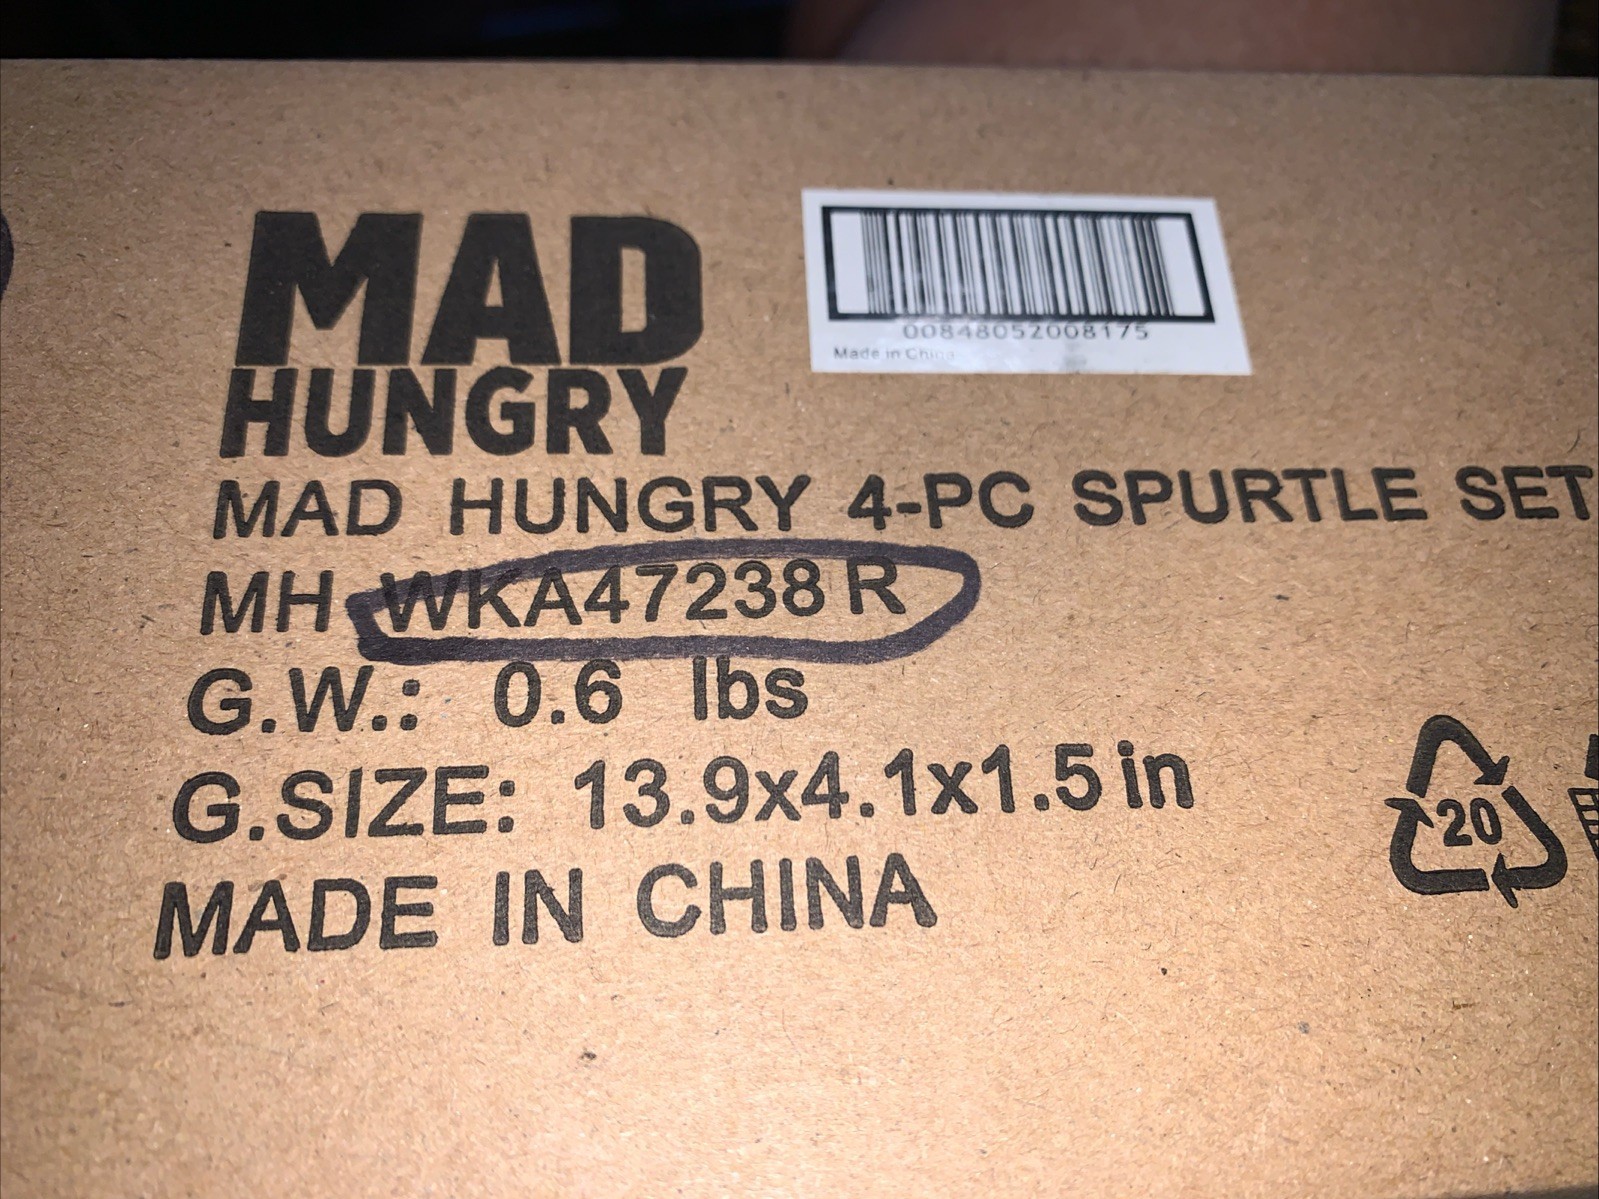 MAD
HUNGRY
00848052008175
Made in China
MAD HUNGRY 4-PC SPURTLE SET
MH WKA47238 R
G.W.: 0.6 lbs
G.SIZE: 13.9x4.1x1.5 in
MADE IN CHINA
20